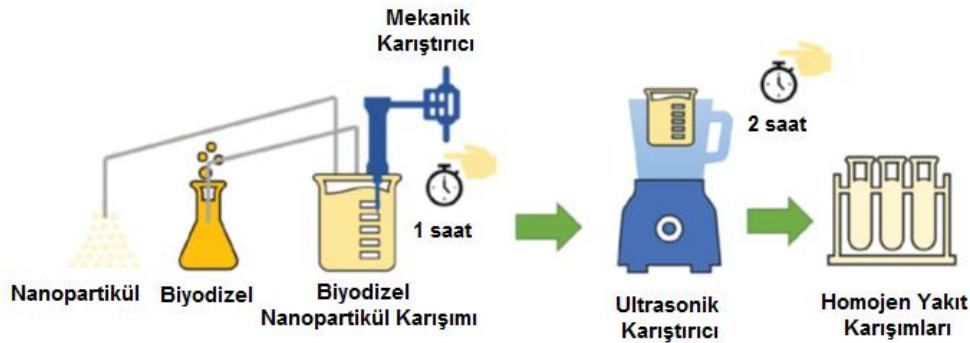 Mekanik
Karıştırıcı
1 saat
2 saat
Nanopartikül
Biyodizel
Biyodizel
Nanopartikül Karışımı
Ultrasonik
Karıştırıcı
Homojen Yakıt
Karışımları